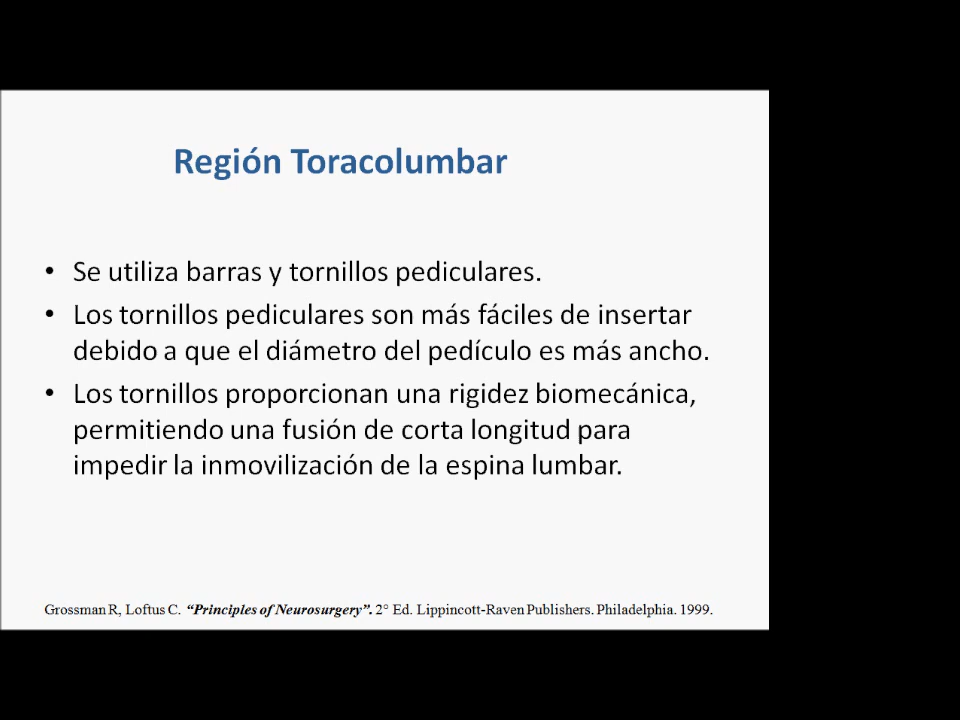 Región Toracolumbar
• Se utiliza barras y tornillos pediculares.
• Los tornillos pediculares son más fáciles de insertar
debido a que el diámetro del pedículo es más ancho.
• Los tornillos proporcionan una rigidez biomecánica,
permitiendo una fusión de corta longitud para
impedir la inmovilización de la espina lumbar.
Grossman R, Loftus C. “Principles of Neurosurgery”. 2° Ed. Lippincott-Raven Publishers. Philadelphia. 1999.